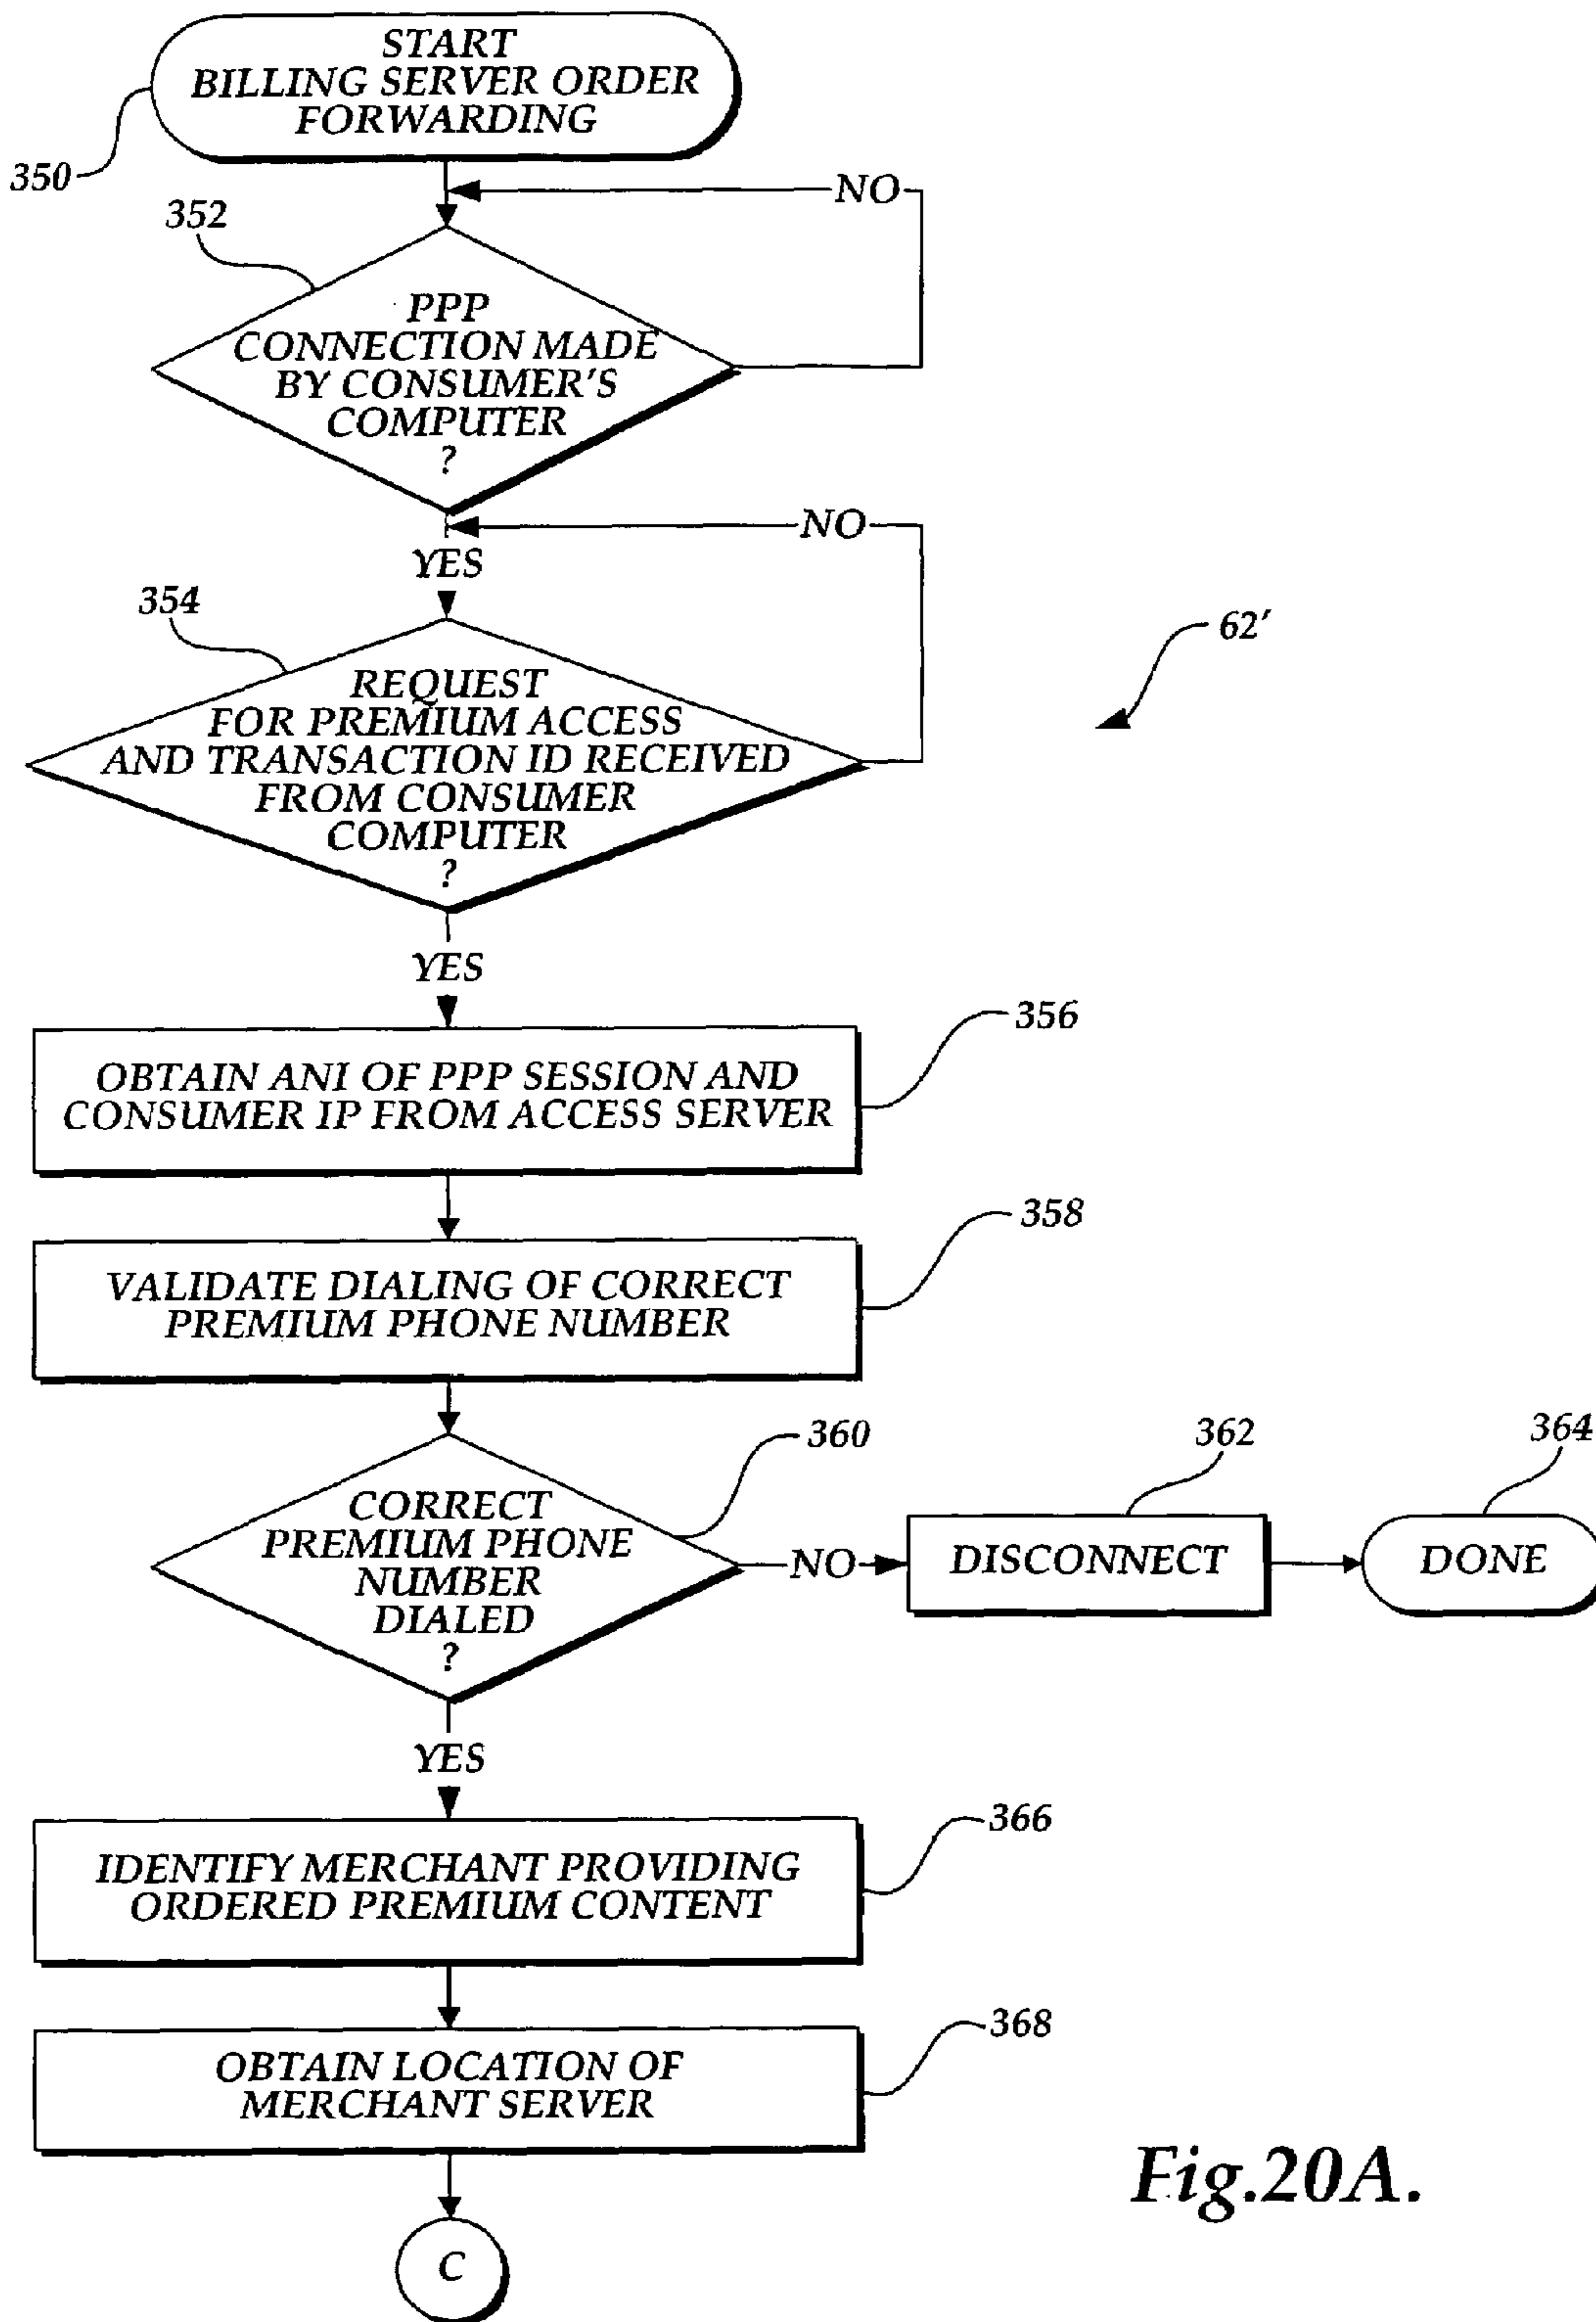 START
BILLING SERVER ORDER
FORWARDING
350
NO
352
PPP
CONNECTION MADE
BY CONSUMER'S
COMPUTER
?
NO
YES
354
62'
REQUEST
FOR PREMIUM ACCESS
AND TRANSACTION ID RECEIVED
FROM CONSUMER
COMPUTER
?
YES
356
OBTAIN ANI OF PPP SESSION AND
CONSUMER IP FROM ACCESS SERVER
358
VALIDATE DIALING OF CORRECT
PREMIUM PHONE NUMBER
360
362
364
CORRECT
PREMIUM PHONE
NUMBER
DIALED
?
NO
DISCONNECT
DONE
YES
366
IDENTIFY MERCHANT PROVIDING
ORDERED PREMIUM CONTENT
368
OBTAIN LOCATION OF
MERCHANT SERVER
Fig.20A.
C